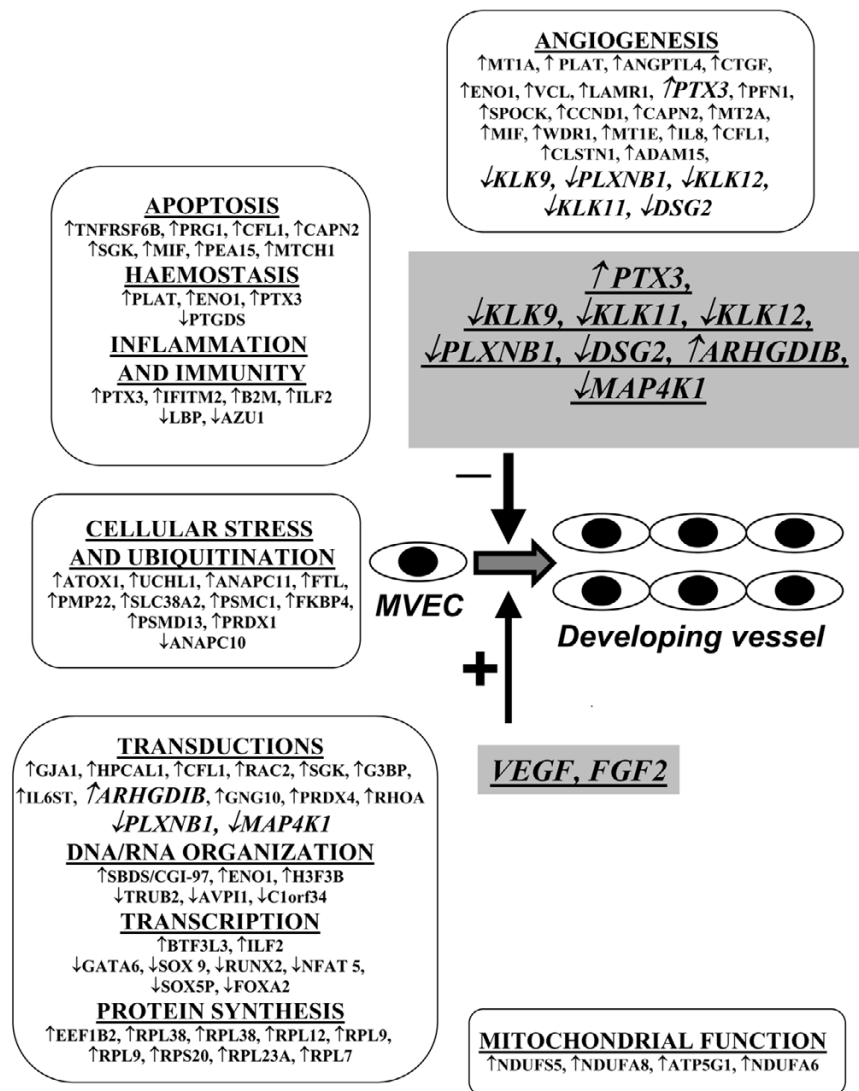 ANGIOGENESIS
↑MT1A, ↑ PLAT, ↑ANGPTL4, ↑CTGF,
↑ENO1, ↑VCL, ↑LAMR1, ↑PTX3, ↑PFN1,
↑SPOCK, ↑CCND1, ↑CAPN2, ↑MT2A,
↑MIF, ↑WDR1, ↑MT1E, ↑IL8, ↑CFL1,
↑CLSTN1, ↑ADAM15,
↓KLK9, ↓PLXNB1, ↓KLK12,
↓KLK11, ↓DSG2
APOPTOSIS
↑TNFRSF6B, ↑PRG1, ↑CFL1, ↑CAPN2
↑SGK, ↑MIF, ↑PEA15, ↑MTCH1
HAEMOSTASIS
↑PLAT, ↑ENO1, ↑PTX3
↓PTGDS
INFLAMMATION
AND IMMUNITY
↑PTX3, ↑IFITM2, ↑B2M, ↑ILF2
↓LBP, ↓AZU1
↑PTX3,
↓KLK9, ↓KLK11, ↓KLK12,
↓PLXNB1, ↓DSG2, ↑ARHGDIB,
↓MAP4K1
–
CELLULAR STRESS
AND UBIQUITINATION
↑ATOX1, ↑UCHL1, ↑ANAPC11, ↑FTL,
↑PMP22, ↑SLC38A2, ↑PSMC1, ↑FKBP4,
↑PSMD13, ↑PRDX1
↓ANAPC10
MVEC
Developing vessel
+
VEGF, FGF2
TRANSDUCTIONS
↑GJA1, ↑HPCAL1, ↑CFL1, ↑RAC2, ↑SGK, ↑G3BP,
↑IL6ST, ↑ARHGDIB, ↑GNG10, ↑PRDX4, ↑RHOA
↓PLXNB1, ↓MAP4K1
DNA/RNA ORGANIZATION
↑SBDS/CGI-97, ↑ENO1, ↑H3F3B
↓TRUB2, ↓AVPI1, ↓C1orf34
TRANSCRIPTION
↑BTF3L3, ↑ILF2
↓GATA6, ↓SOX 9, ↓RUNX2, ↓NFAT 5,
↓SOX5P, ↓FOXA2
PROTEIN SYNTHESIS
↑EEF1B2, ↑RPL38, ↑RPL38, ↑RPL12, ↑RPL9,
↑RPL9, ↑RPS20, ↑RPL23A, ↑RPL7
MITOCHONDRIAL FUNCTION
↑NDUFS5, ↑NDUFA8, ↑ATP5G1, ↑NDUFA6